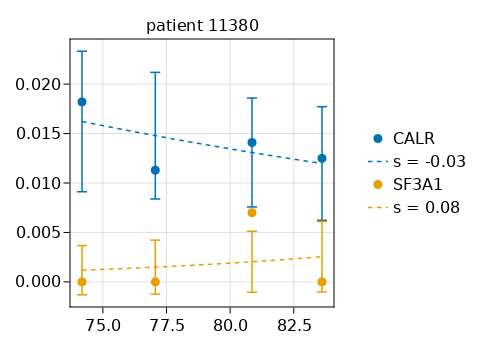 patient 11380
0.020
0.015
0.010
0.005
0.000
75.0 77.5 80.0 82.5
CALR
s = -0.03
SF3A1
s = 0.08